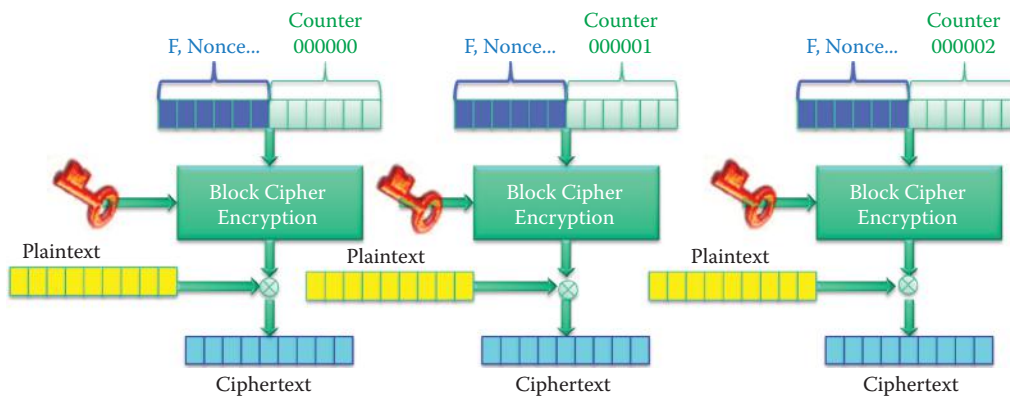 Counter
F, Nonce... 000000
Counter
F, Nonce... 000001
Counter
F, Nonce... 000002
Block Cipher
Encryption
Block Cipher
Encryption
Block Cipher
Encryption
Plaintext
Plaintext
Plaintext
Ciphertext
Ciphertext
Ciphertext